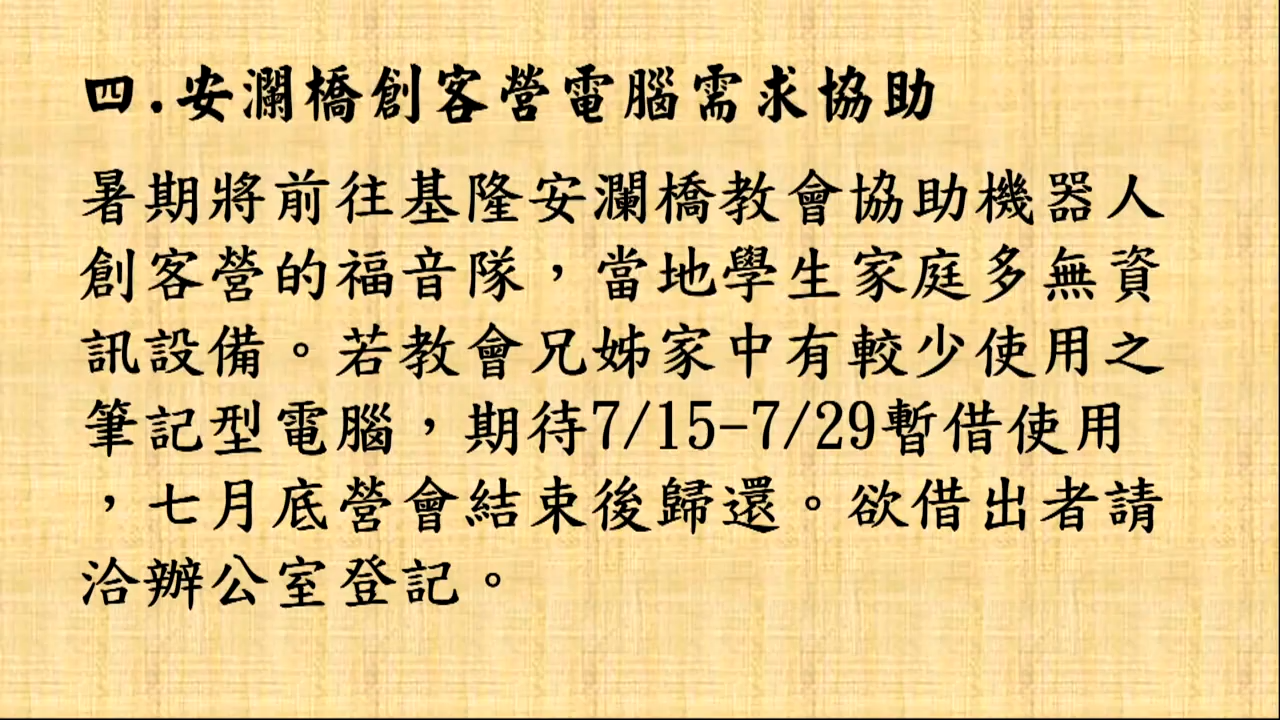 四.安瀾橋創客營電腦需求協助
暑期將前往基隆安瀾橋教會協助機器人
創客營的福音隊，當地學生家庭多無資
訊設備。若教會兄姊家中有較少使用之
筆記型電腦，期待7/15-7/29暫借使用
，七月底營會結束後歸還。欲借出者請
洽辦公室登記。